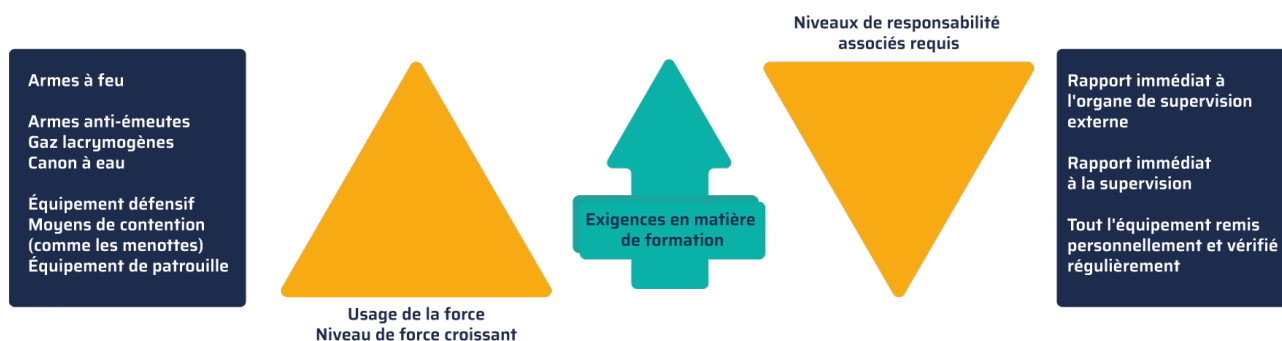 Armes à feu
Armes anti-émeutes
Gaz lacrymogènes
Canon à eau
Équipement défensif
Moyens de contention
(comme les menottes)
Équipement de patrouille
Usage de la force
Niveau de force croissant
Exigences en matière
de formation
Niveaux de responsabilité
associés requis
Rapport immédiat à
l'organe de supervision
externe
Rapport immédiat
à la supervision
Tout l'équipement remis
personnellement et vérifié
régulièrement